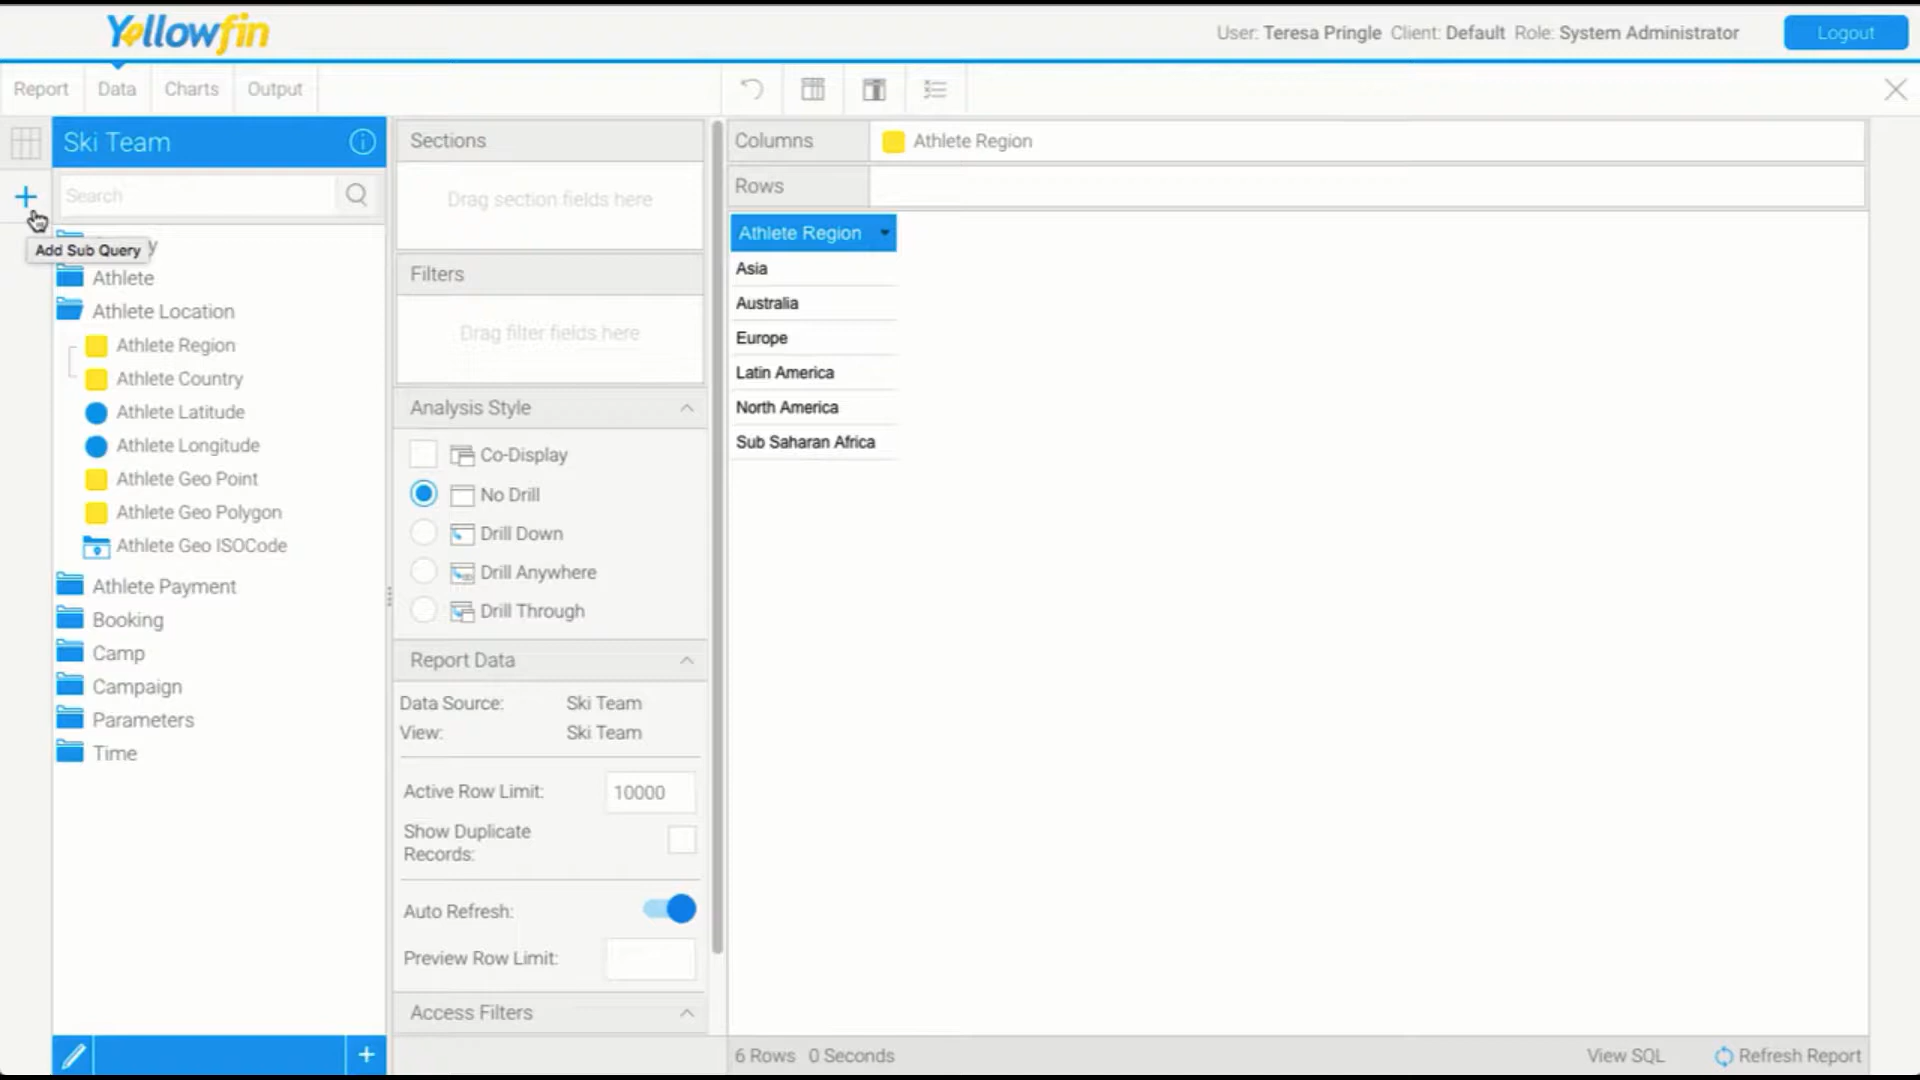 Yellowfin
User: Teresa Pringle Client: Default Role: System Administrator
Logout
Report
Data
Charts
Output
Ski Team
Search
Add Sub Query
Athlete
Athlete Location
Athlete Region
Athlete Country
Athlete Latitude
Athlete Longitude
Athlete Geo Point
Athlete Geo Polygon
Athlete Geo ISOCode
Athlete Payment
Booking
Camp
Campaign
Parameters
Time
Sections
Drag section fields here
Filters
Drag filter fields here
Analysis Style
Co-Display
No Drill
Drill Down
Drill Anywhere
Drill Through
Report Data
Data Source: Ski Team
View: Ski Team
Active Row Limit: 10000
Show Duplicate
Records:
Auto Refresh:
Preview Row Limit:
Access Filters
Columns
Athlete Region
Rows
Athlete Region
Asia
Australia
Europe
Latin America
North America
Sub Saharan Africa
6 Rows 0 Seconds
View SQL
Refresh Report